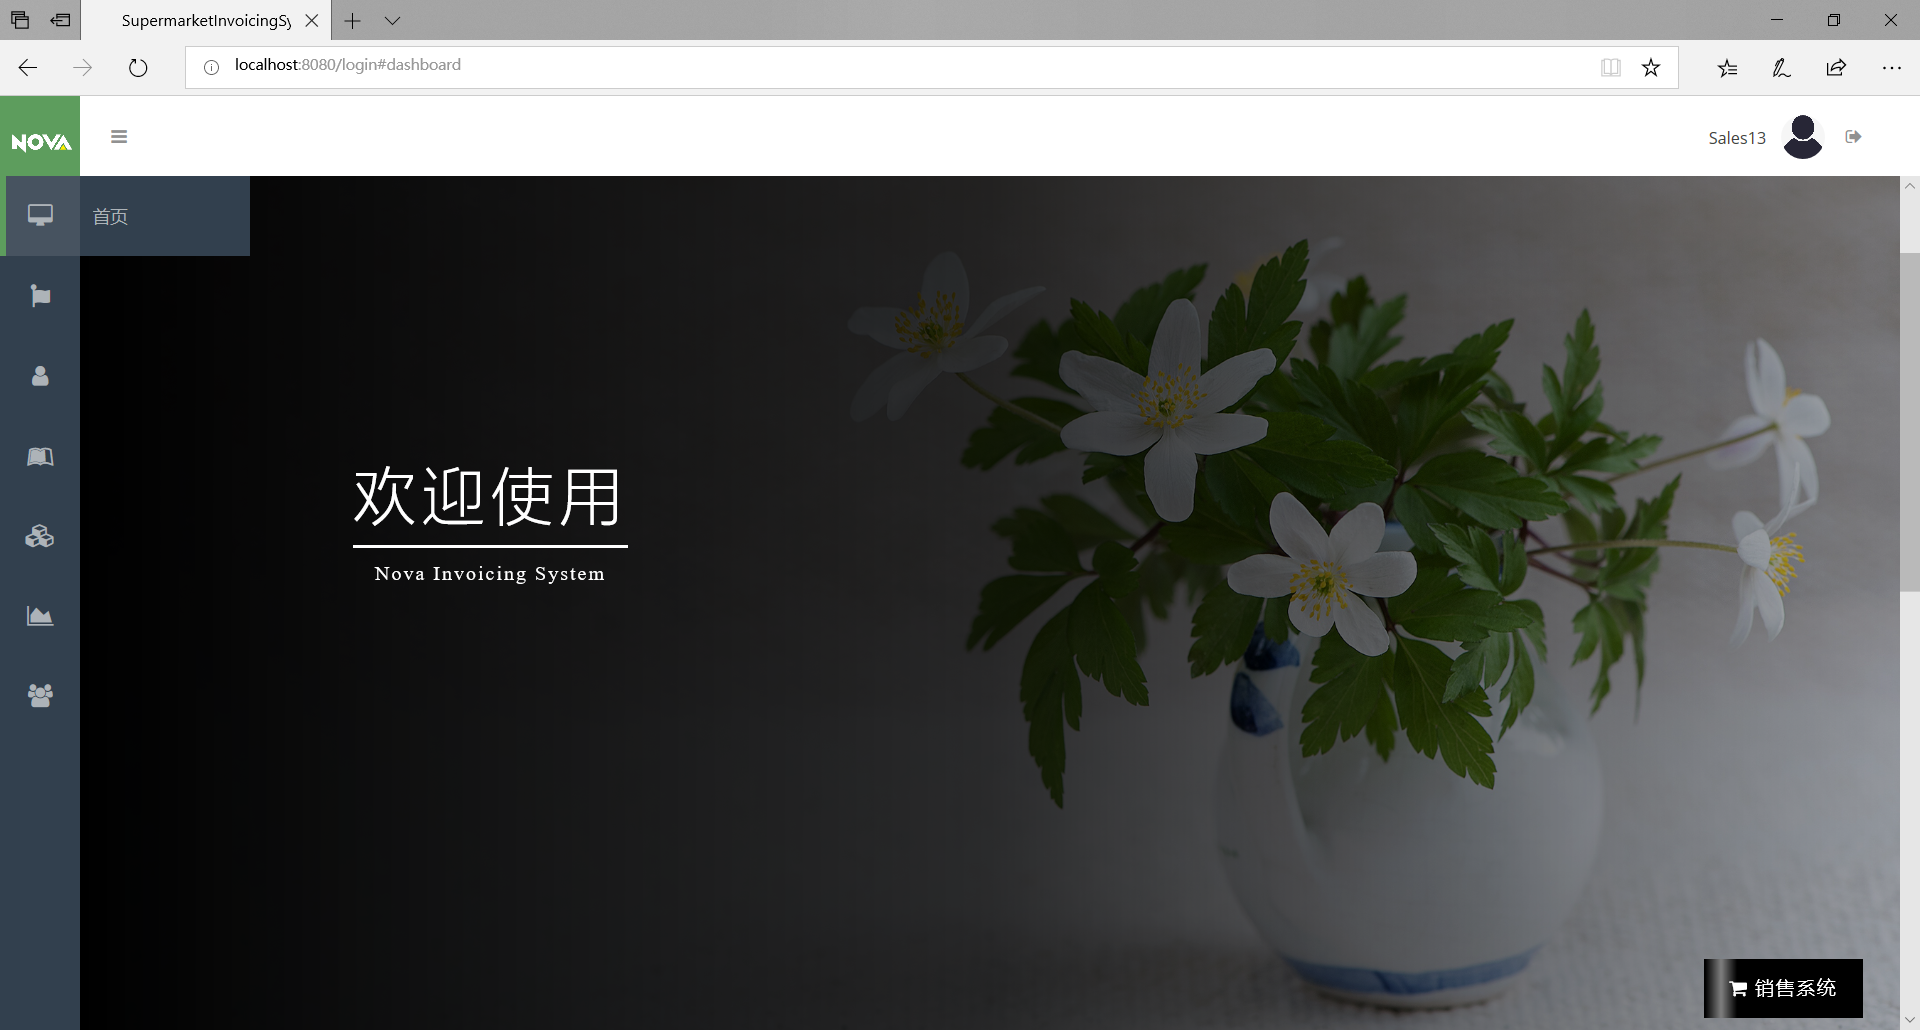 SupermarketInvoicingSy
localhost:8080/login#dashboard
NOVA
Sales13
首页
欢迎使用
Nova Invoicing System
销售系统